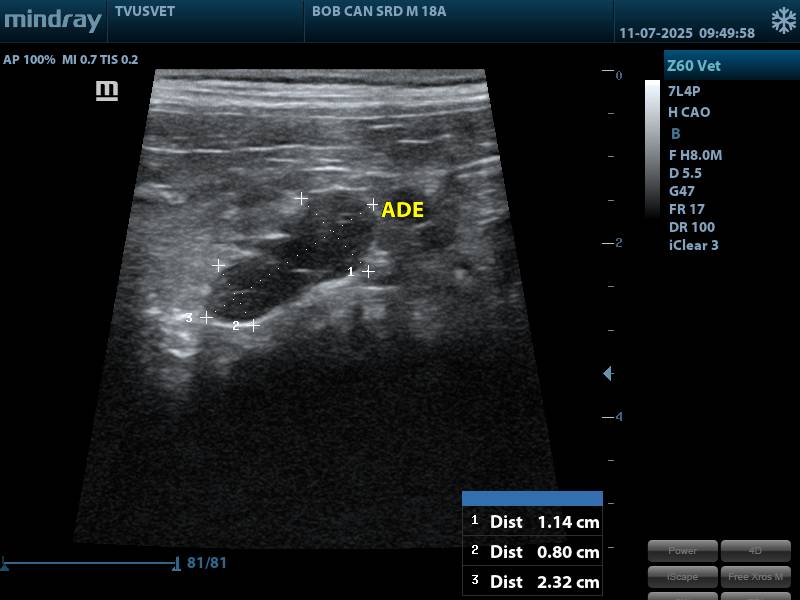 mindray
TVUSVET
BOB CAN SRD M 18A
11-07-2025 09:49:58
AP 100% MI 0.7 TIS 0.2
m
Z60 Vet
7L4P
H CAO
B
F H8.0M
D 5.5
G47
FR 17
DR 100
iClear 3
0
2
4
ADE
1
2
3
1 Dist 1.14 cm
2 Dist 0.80 cm
3 Dist 2.32 cm
81/81
Power
4D
iScape
Free Xros M